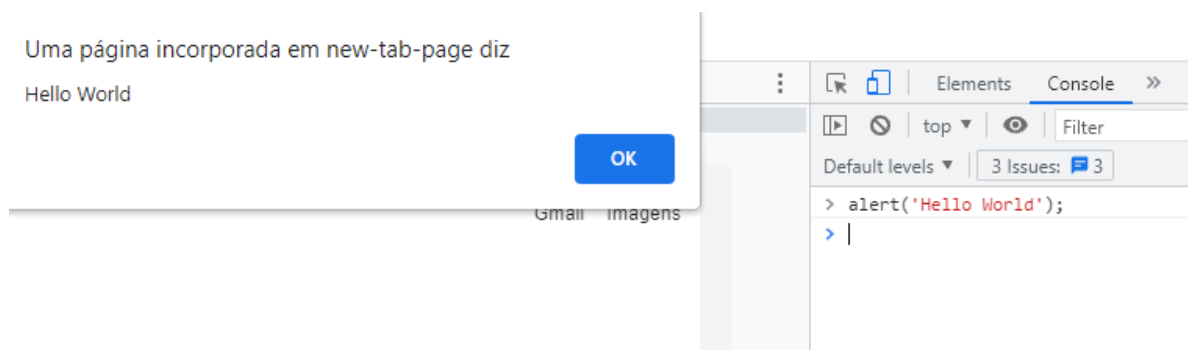 Uma página incorporada em new-tab-page diz
Hello World
OK
Gmail Imagens
Elements Console »
top ▼ Filter
Default levels ▼ 3 Issues: 3
> alert('Hello World');
>